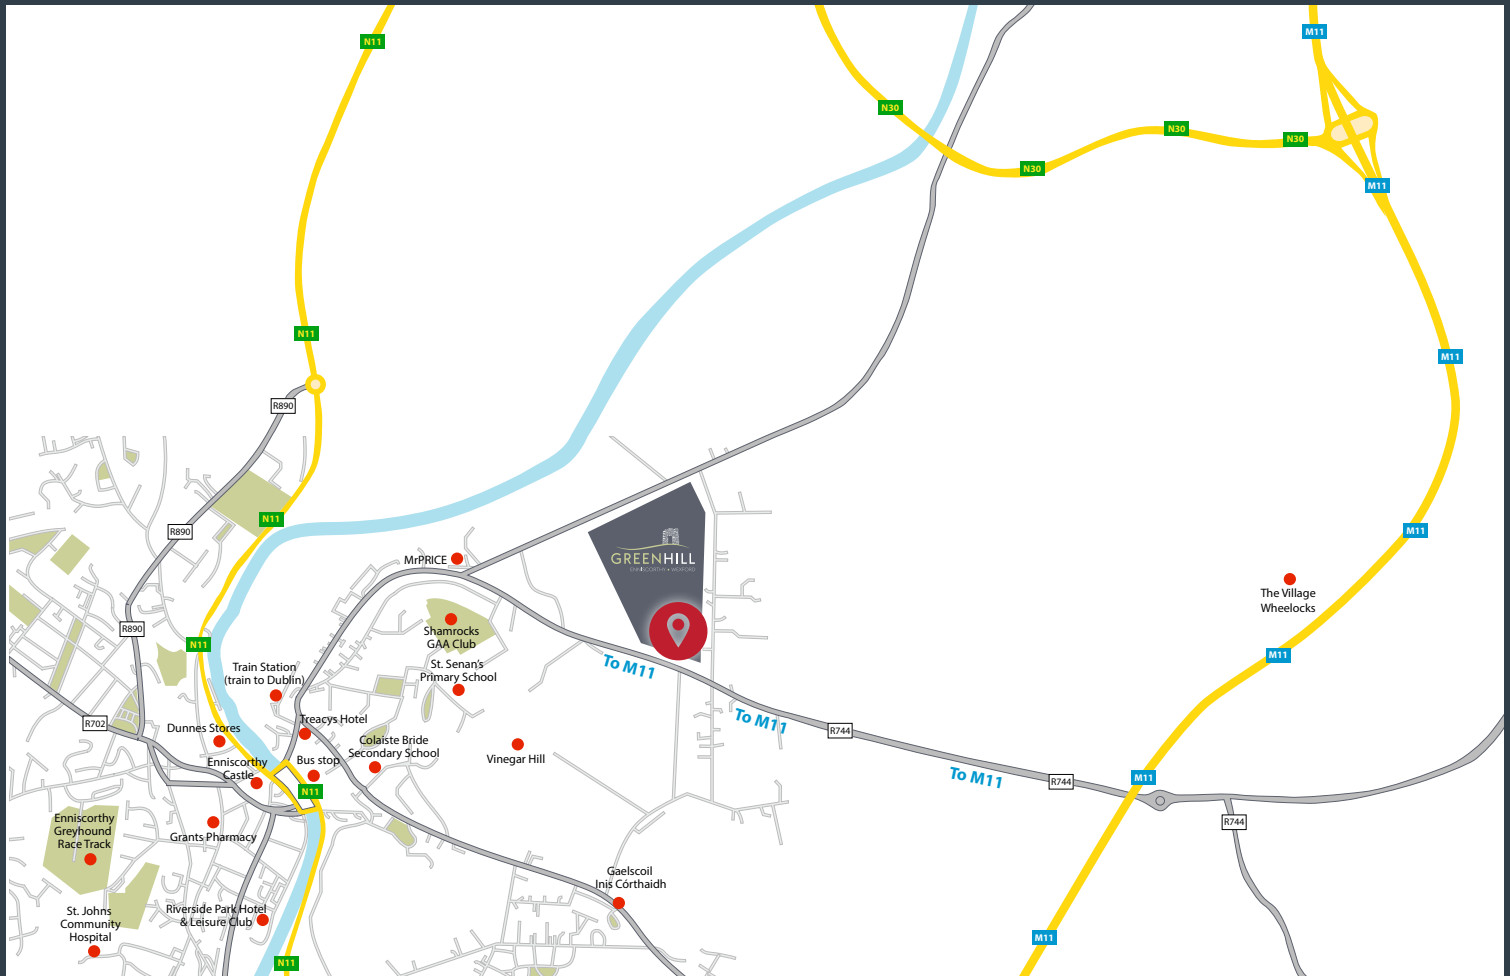 M11
N11
N30
N30
N30
N30
M11
N11
M11
R890
N11
M11
R890
GREENHILL
ENNISCORTHY • WEXFORD
MrPRICE
The Village
Wheelocks
R890
Shamrocks
GAA Club
N11
M11
To M11
Train Station
(train to Dublin)
St. Senan's
Primary School
R702
Treacys Hotel
To M11
Dunnes Stores
R744
Colaiste Bride
Secondary School
Vinegar Hill
Enniscorthy
Castle
Bus stop
To M11
R744
M11
N11
Enniscorthy
Greyhound
Race Track
Grants Pharmacy
R744
Gaelscoil
Inis Córthaidh
St. Johns
Community
Hospital
Riverside Park Hotel
& Leisure Club
M11
N11